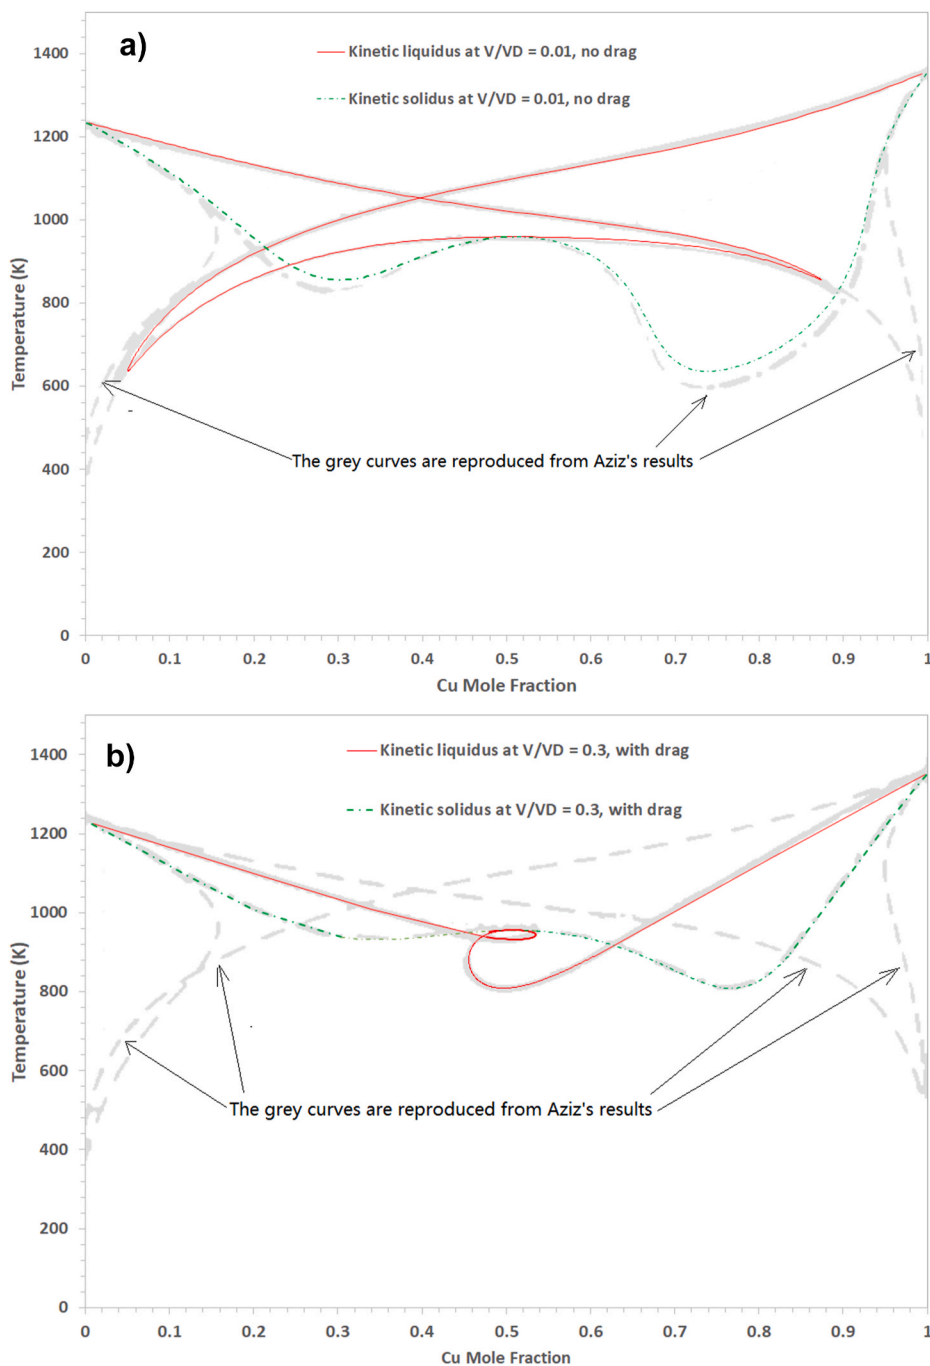 a)
Kinetic liquidus at V/VD = 0.01, no drag
Kinetic solidus at V/VD = 0.01, no drag
1400
1200
1000
800
600
400
200
0
Temperature (K)
The grey curves are reproduced from Aziz's results
0 0.1 0.2 0.3 0.4 0.5 0.6 0.7 0.8 0.9 1
Cu Mole Fraction
b)
Kinetic liquidus at V/VD = 0.3, with drag
Kinetic solidus at V/VD = 0.3, with drag
1400
1200
1000
800
600
400
200
0
Temperature (K)
The grey curves are reproduced from Aziz's results
0 0.1 0.2 0.3 0.4 0.5 0.6 0.7 0.8 0.9 1
Cu Mole Fraction